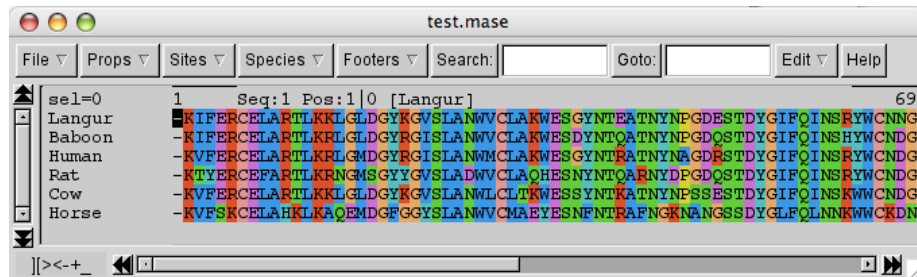 test.mase
File ▽ Props ▽ Sites ▽ Species ▽ Footers ▽ Search: Goto: Edit ▽ Help
sel=0 1 Seq:1 Pos:1|0 [Langur] 69
Langur -KIFERCELARTLKKLGLDGYKGVSLANWVCLAKWESGYNTEATNYNPGDESTDYGIFQINSRYWCNNG
Baboon -KIFERCELARTLKRLGLDGYRGISLANWVCLAKWESDYNTQATNYNPGDQSTDYGIFQINSHYWCNDG
Human -KVFERCELARTLKRLGMDGYRGISLANWMCLAKWESGYNTRATNYNAGDRSTDYGIFQINSRYWCNDG
Rat -KTYERCEFARTLKRNGMSGYYGVSLADWVCLAQHESNYNTQARNYDPGDQSTDYGIFQINSRYWCNDG
Cow -KVFERCELARTLKKLGLDGYKGVSLANWLCLTKWESSYNTKATNYNPSSESTDYGIFQINSKWWCNDG
Horse -KVFSKCELAHKLKAQEMDGFGGYSLANWVCMAEYESNFNTRAFNGKNANGSSDYGLFQLNNKWWCKDN
][><-+_